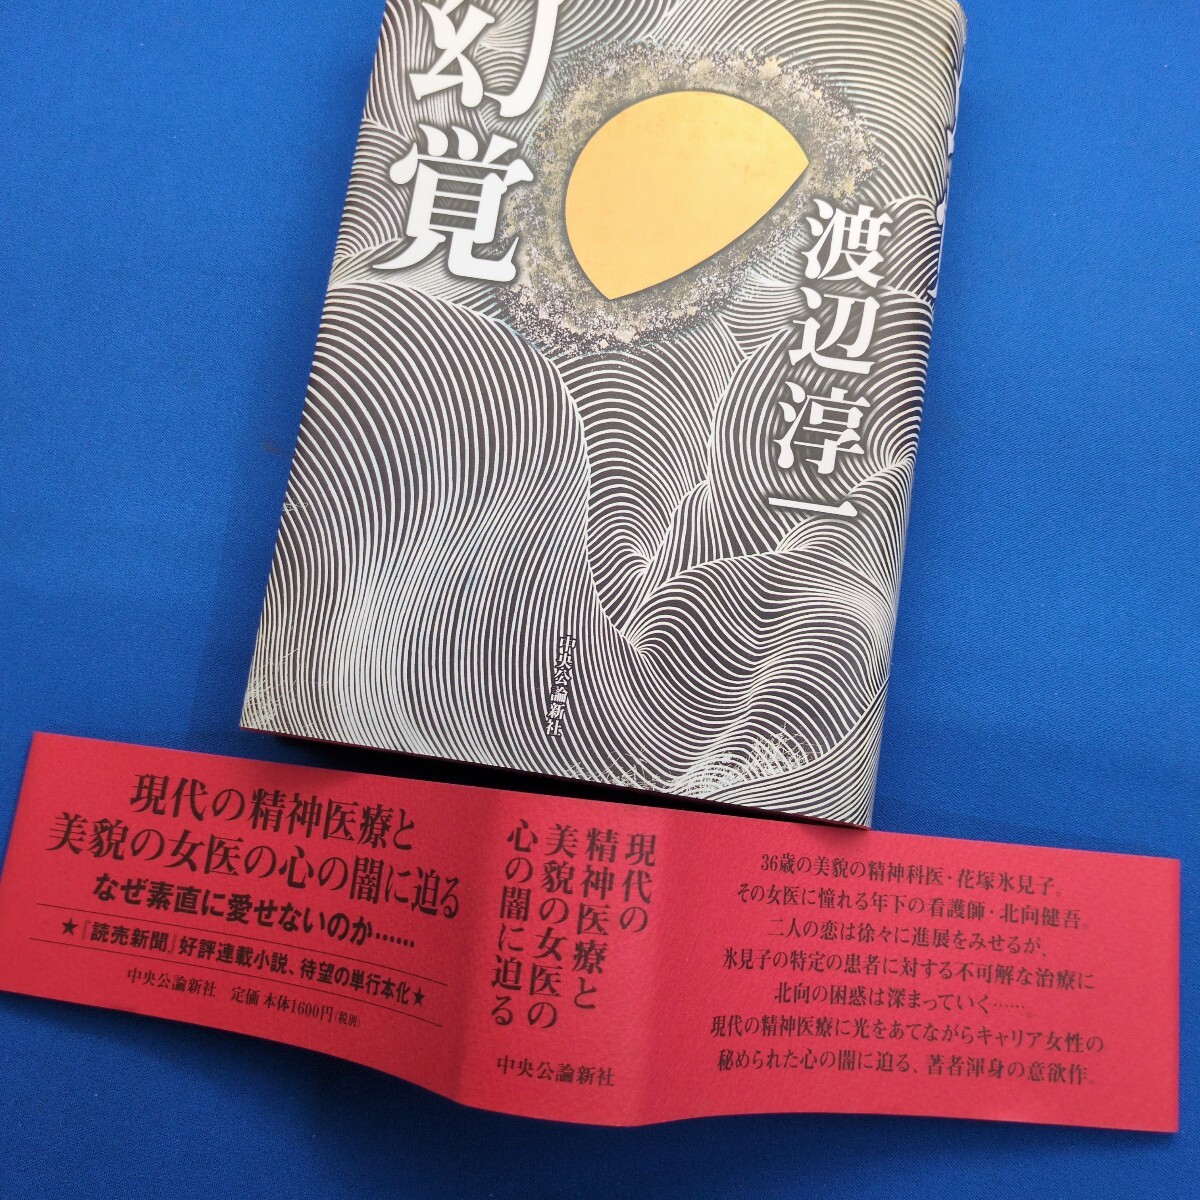 幻覚
渡辺淳一
中央公論新社
現代の精神医療と
美貌の女医の心の闇に迫る
なぜ素直に愛せないのか……
★『読売新聞』好評連載小説、待望の単行本化★
中央公論新社 定価 本体1600円(税別)
現代の
精神医療と
美貌の女医の
心の闇に迫る
中央公論新社
36歳の美貌の精神科医・花塚氷見子。
その女医に憧れる年下の看護師・北向健吾。
二人の恋は徐々に進展をみせるが、
氷見子の特定の患者に対する不可解な治療に
北向の困惑は深まっていく……。
現代の精神医療に光をあてながらキャリア女性の
秘められた心の闇に迫る、著者渾身の意欲作。